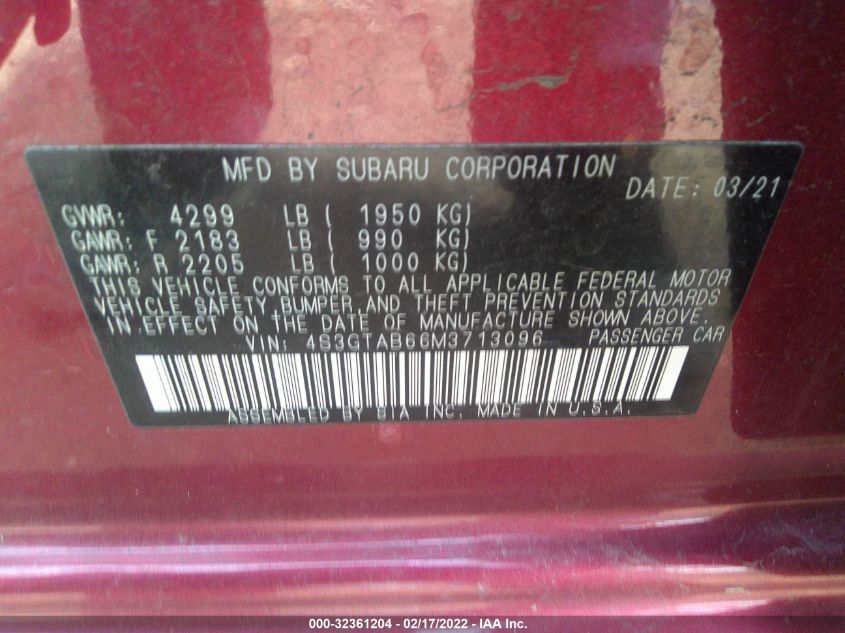 MFD BY SUBARU CORPORATION
DATE: 03/21
GVWR: 4299 LB ( 1950 KG)
GAWR: F 2183 LB ( 990 KG)
GAWR: R 2205 LB ( 1000 KG)
THIS VEHICLE CONFORMS TO ALL APPLICABLE FEDERAL MOTOR
VEHICLE SAFETY, BUMPER, AND THEFT PREVENTION STANDARDS
IN EFFECT ON THE DATE OF MANUFACTURE SHOWN ABOVE.
VIN: 4S3GTAB66M3713096 PASSENGER CAR
ASSEMBLED BY SIA INC. MADE IN U.S.A.
000-32361204 - 02/17/2022 - IAA Inc.